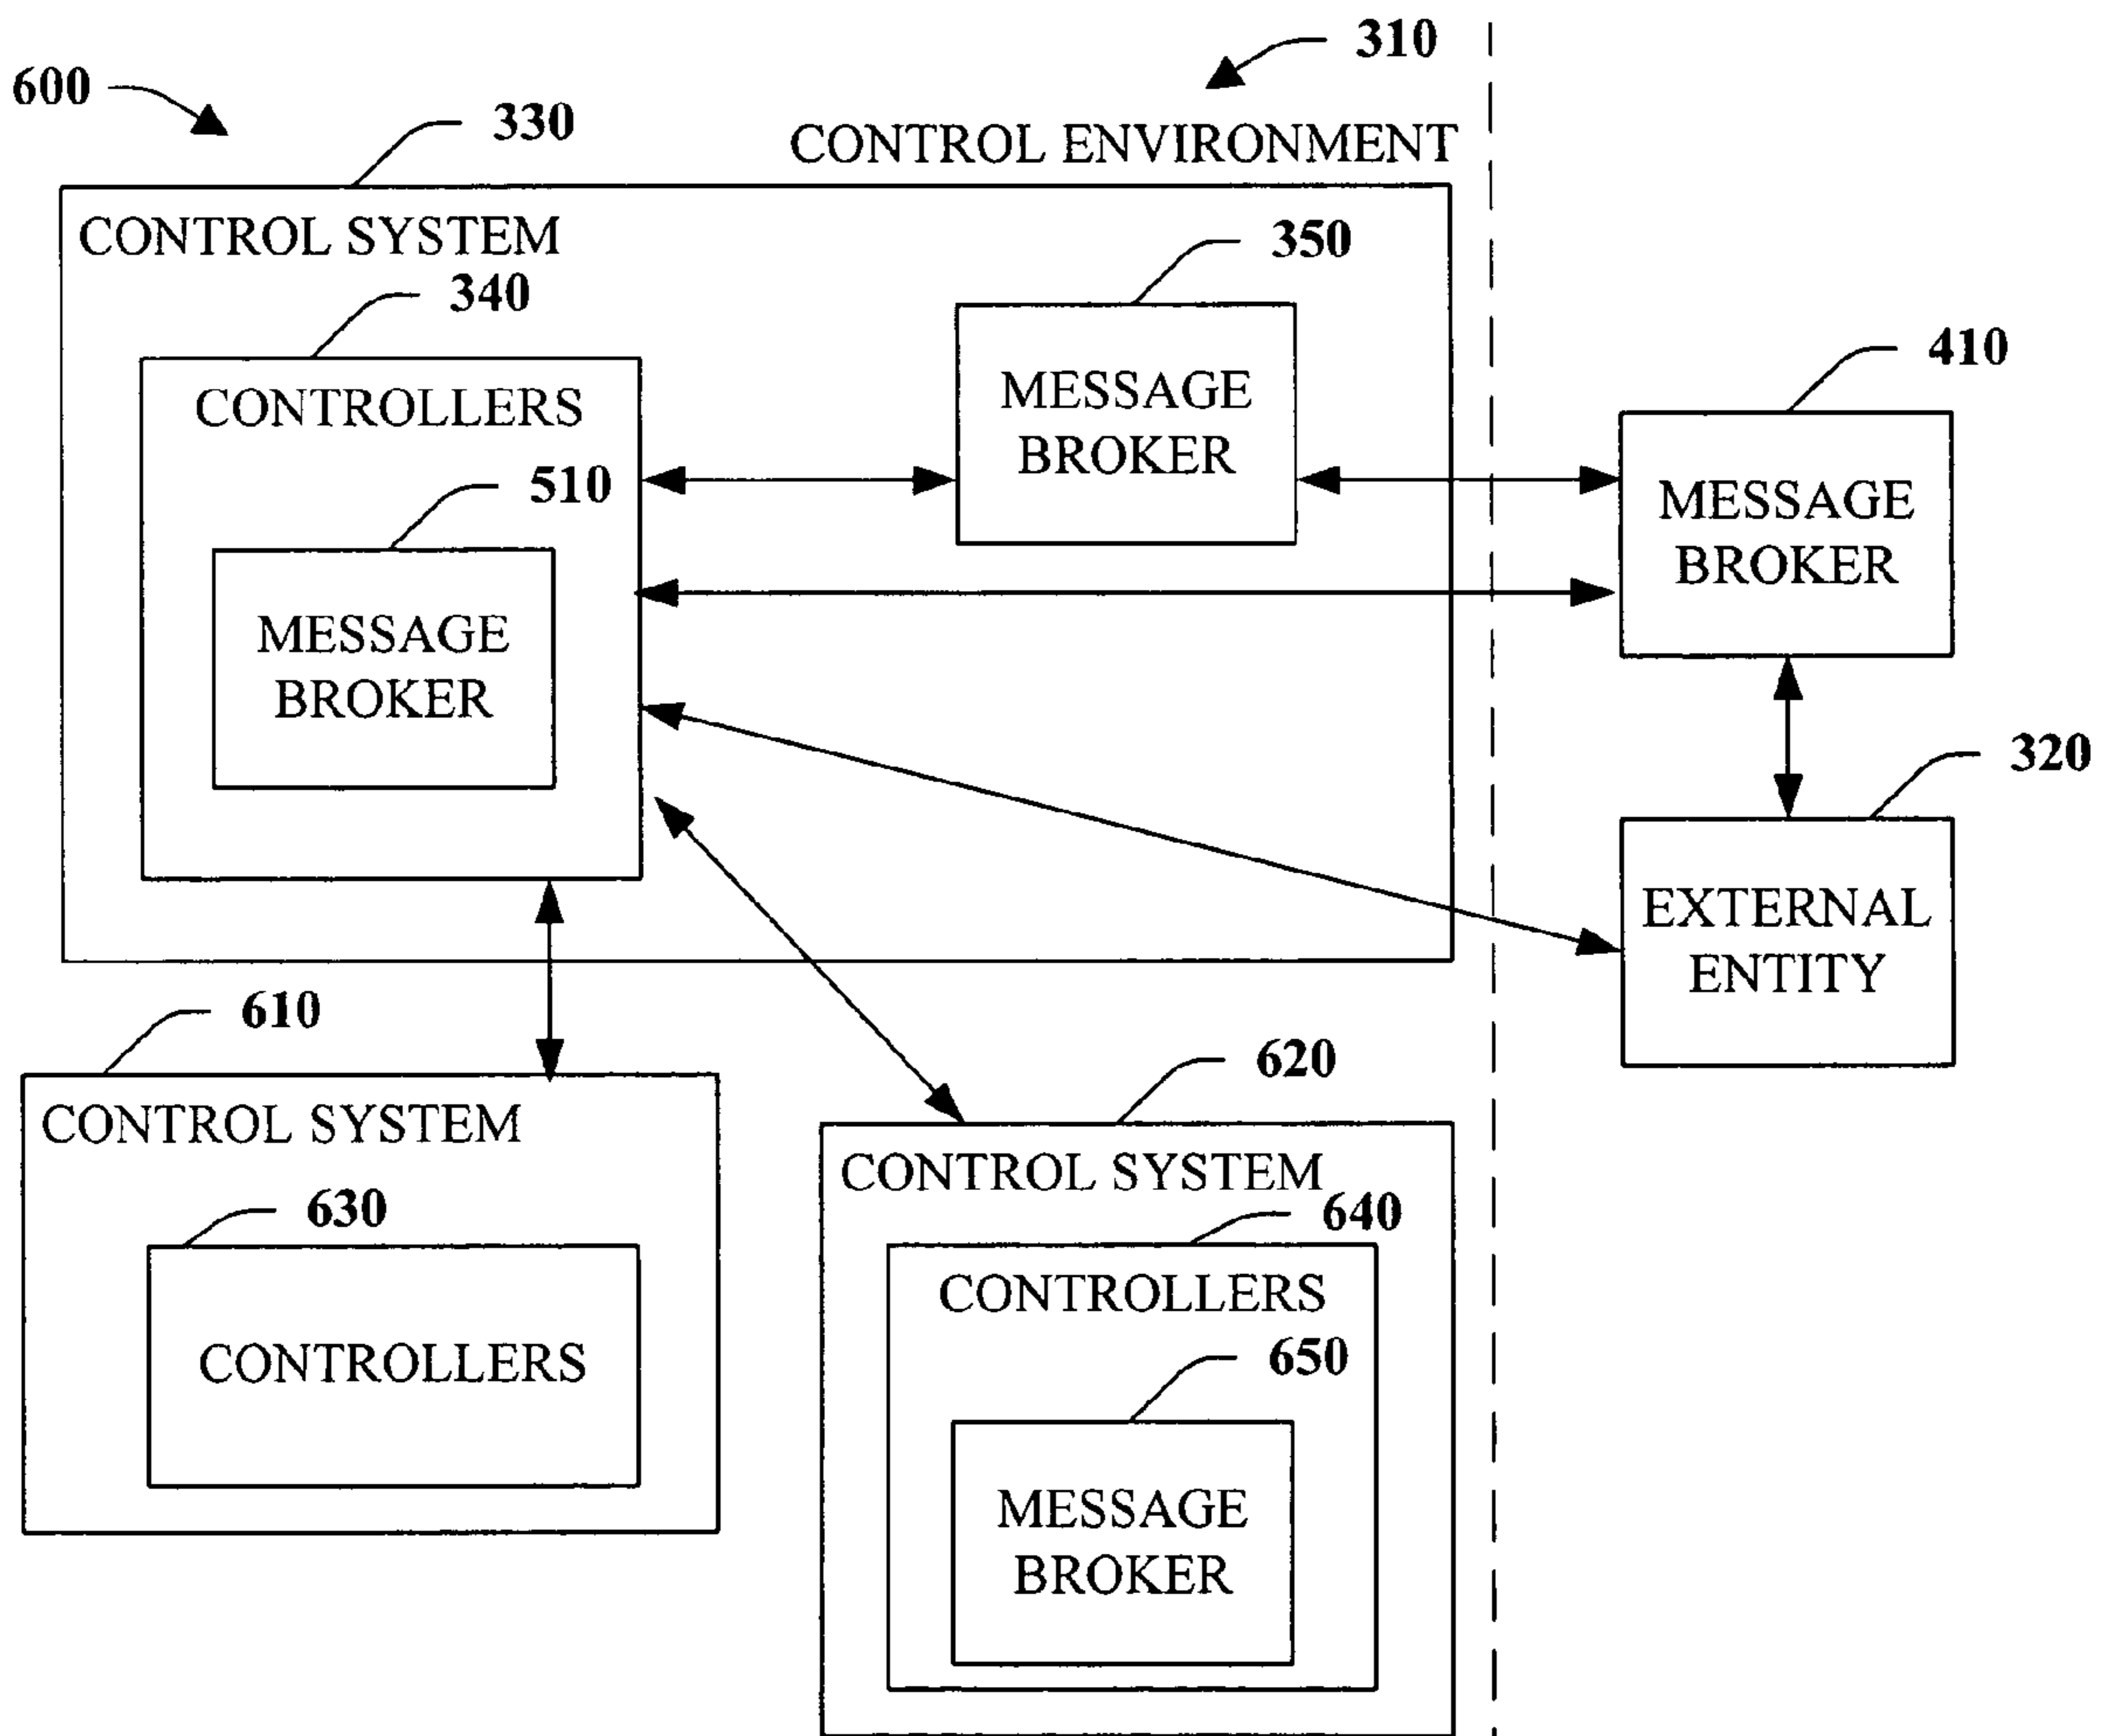 310
600
330
CONTROL ENVIRONMENT
CONTROL SYSTEM
350
340
MESSAGE
BROKER
410
CONTROLLERS
510
MESSAGE
BROKER
MESSAGE
BROKER
320
EXTERNAL
ENTITY
610
CONTROL SYSTEM
630
CONTROLLERS
620
CONTROL SYSTEM
640
CONTROLLERS
650
MESSAGE
BROKER